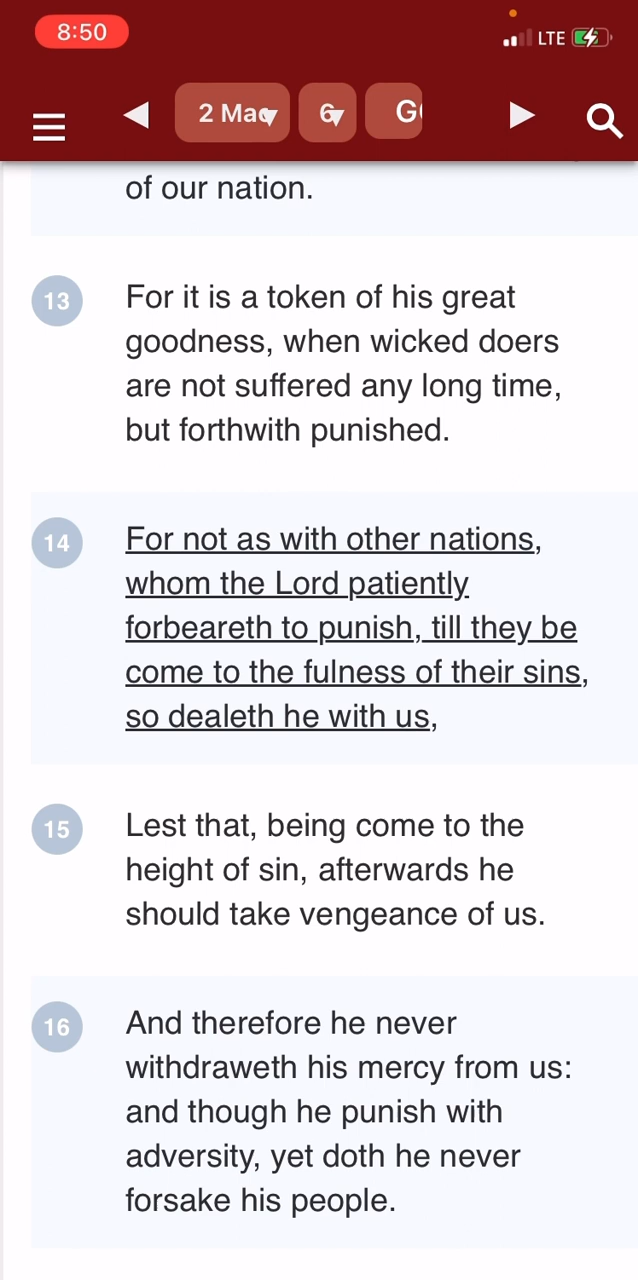 8:50
LTE
2 Mac
6
G
of our nation.
13
For it is a token of his great
goodness, when wicked doers
are not suffered any long time,
but forthwith punished.
14
For not as with other nations,
whom the Lord patiently
forbeareth to punish, till they be
come to the fulness of their sins,
so dealeth he with us,
15
Lest that, being come to the
height of sin, afterwards he
should take vengeance of us.
16
And therefore he never
withdraweth his mercy from us:
and though he punish with
adversity, yet doth he never
forsake his people.